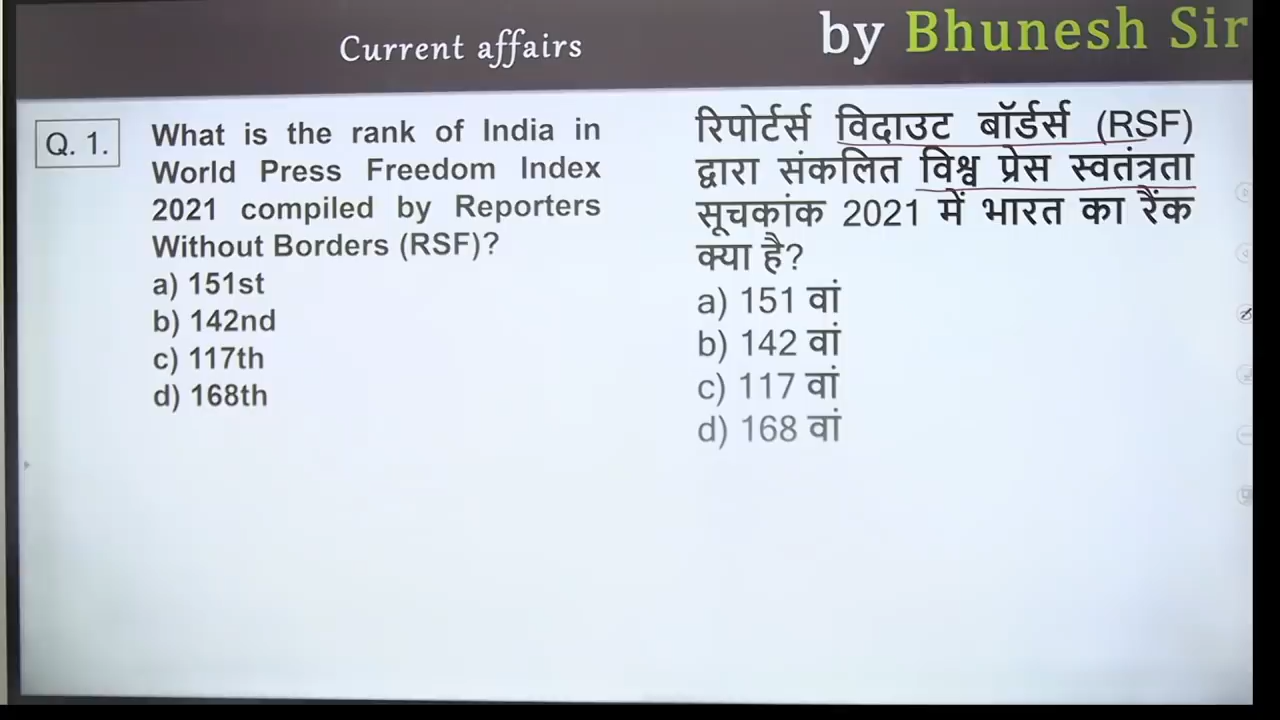 Current affairs
by Bhunesh Sir
Q. 1.
What is the rank of India in
World Press Freedom Index
2021 compiled by Reporters
Without Borders (RSF)?
a) 151st
b) 142nd
c) 117th
d) 168th
रिपोर्टर्स विदाउट बॉर्डर्स (RSF)
द्वारा संकलित विश्व प्रेस स्वतंत्रता
सूचकांक 2021 में भारत का रैंक
क्या है?
a) 151 वां
b) 142 वां
c) 117 वां
d) 168 वां